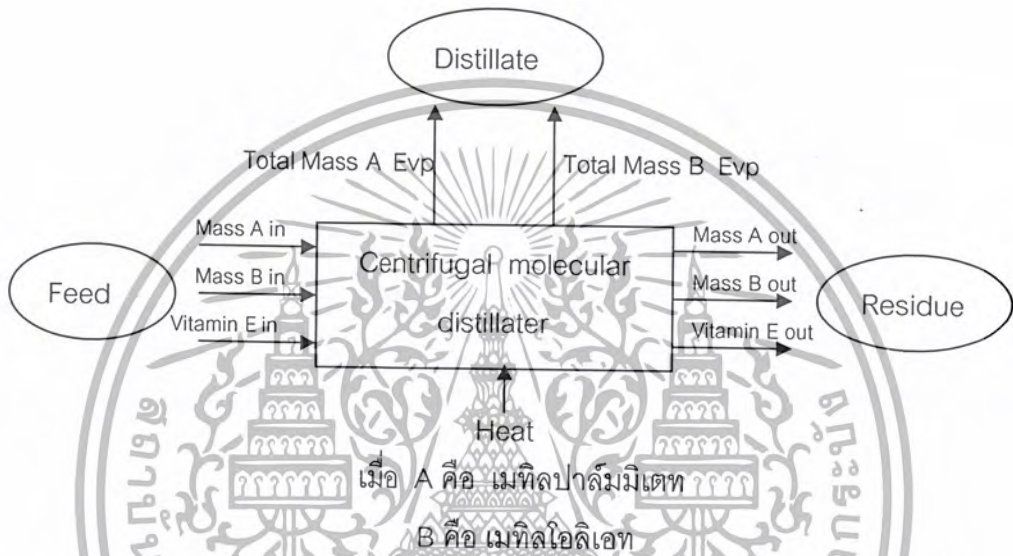 Distillate
Total Mass A Evp
Total Mass B Evp
Mass A in
Mass B in
Vitamin E in
Feed
Centrifugal molecular
distillater
Mass A out
Mass B out
Vitamin E out
Residue
Heat
เมื่อ A คือ เมทิลปาล์มมิเตท
B คือ เมทิลโอลิเอท